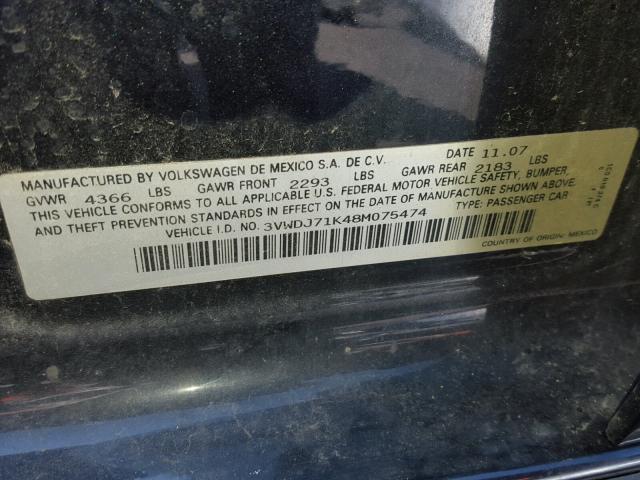 MANUFACTURED BY VOLKSWAGEN DE MEXICO S.A. DE C.V. DATE 11.07
GVWR 4366 LBS GAWR FRONT 2293 LBS GAWR REAR 2183 LBS
THIS VEHICLE CONFORMS TO ALL APPLICABLE U.S. FEDERAL MOTOR VEHICLE SAFETY, BUMPER,
AND THEFT PREVENTION STANDARDS IN EFFECT ON THE DATE OF MANUFACTURE SHOWN ABOVE.
VEHICLE I.D. NO. 3VWDJ71K48M075474 TYPE: PASSENGER CAR
COUNTRY OF ORIGIN: MEXICO